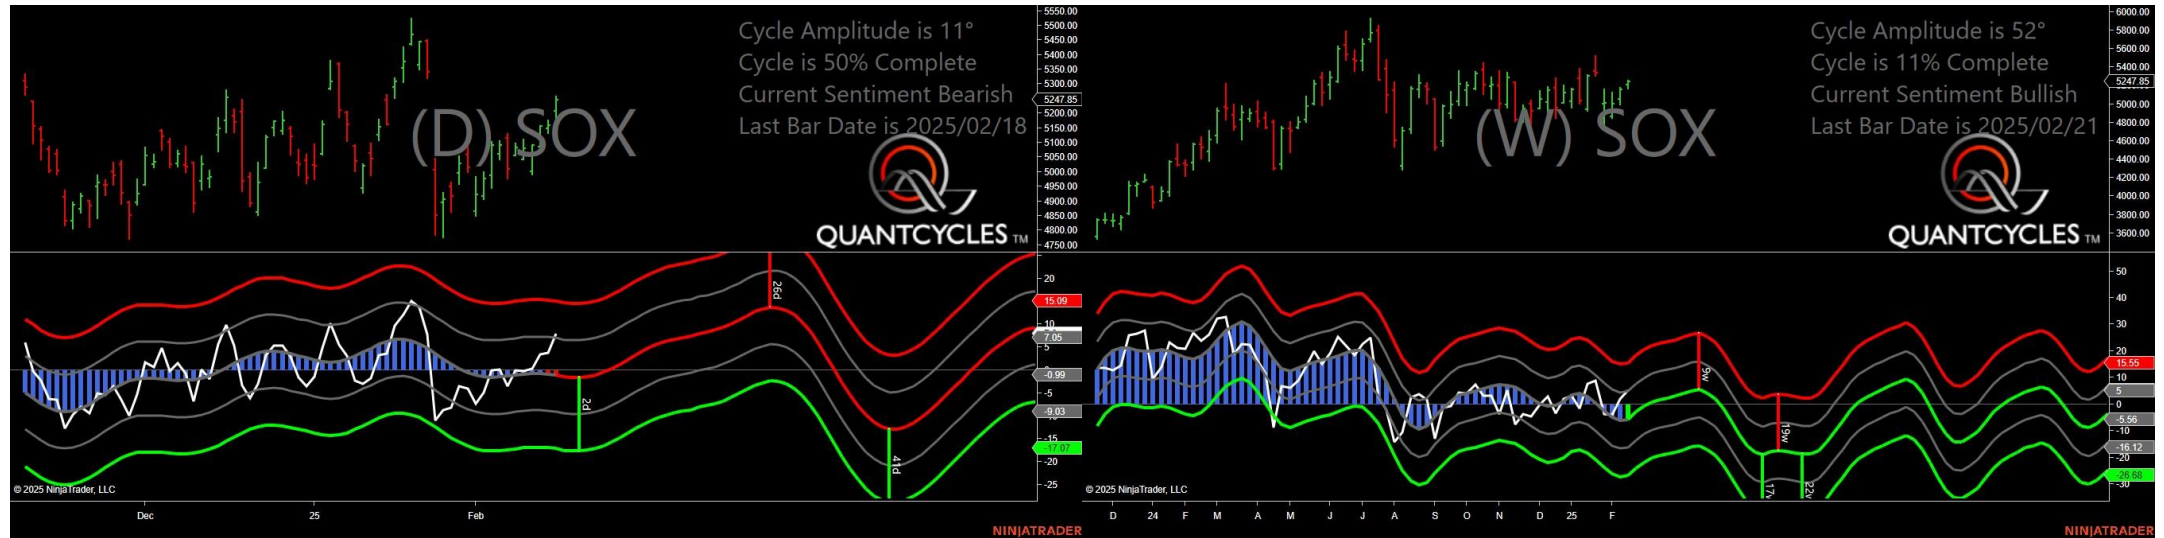 Cycle Amplitude is 11°
Cycle is 50% Complete
Current Sentiment Bearish
Last Bar Date is 2025/02/18
(D) SOX
QUANTCYCLES TM
5550.00
5500.00
5450.00
5400.00
5350.00
5300.00
5247.85
5200.00
5150.00
5100.00
5050.00
5000.00
4950.00
4900.00
4850.00
4800.00
4750.00
26d
2d
41d
20
15.09
10
7.05
5
-0.99
-5
-9.03
-15
-17.07
-20
-25
© 2025 NinjaTrader, LLC
Dec
25
Feb
NINJATRADER
Cycle Amplitude is 52°
Cycle is 11% Complete
Current Sentiment Bullish
Last Bar Date is 2025/02/21
(W) SOX
QUANTCYCLES TM
6000.00
5800.00
5600.00
5400.00
5247.85
5000.00
4800.00
4600.00
4400.00
4200.00
4000.00
3800.00
3600.00
9w
19w
17w
22w
50
40
30
20
15.55
10
5
0
-5.56
-10
-16.12
-20
-26.68
-30
© 2025 NinjaTrader, LLC
D 24 F M A M J J A S O N D 25 F
NINJATRADER